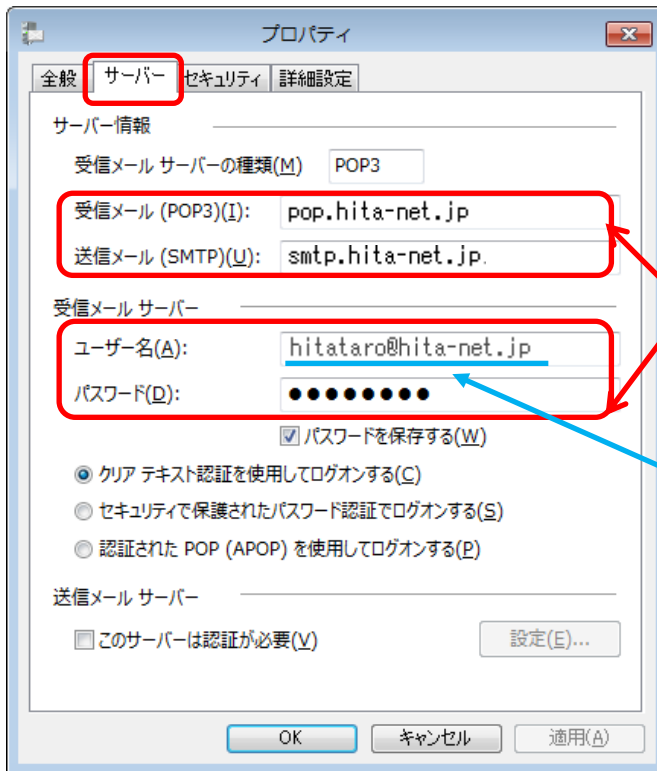 プロパティ
全般 サーバー セキュリティ 詳細設定
サーバー情報
受信メール サーバーの種類(M) POP3
受信メール (POP3)(I): pop.hita-net.jp
送信メール (SMTP)(U): smtp.hita-net.jp.
受信メール サーバー
ユーザー名(A): hitataro@hita-net.jp
パスワード(D): ●●●●●●●●
パスワードを保存する(W)
クリア テキスト認証を使用してログオンする(C)
セキュリティで保護されたパスワード認証でログオンする(S)
認証された POP (APOP) を使用してログオンする(P)
送信メール サーバー
このサーバーは認証が必要(V) 設定(E)...
OK キャンセル 適用(A)